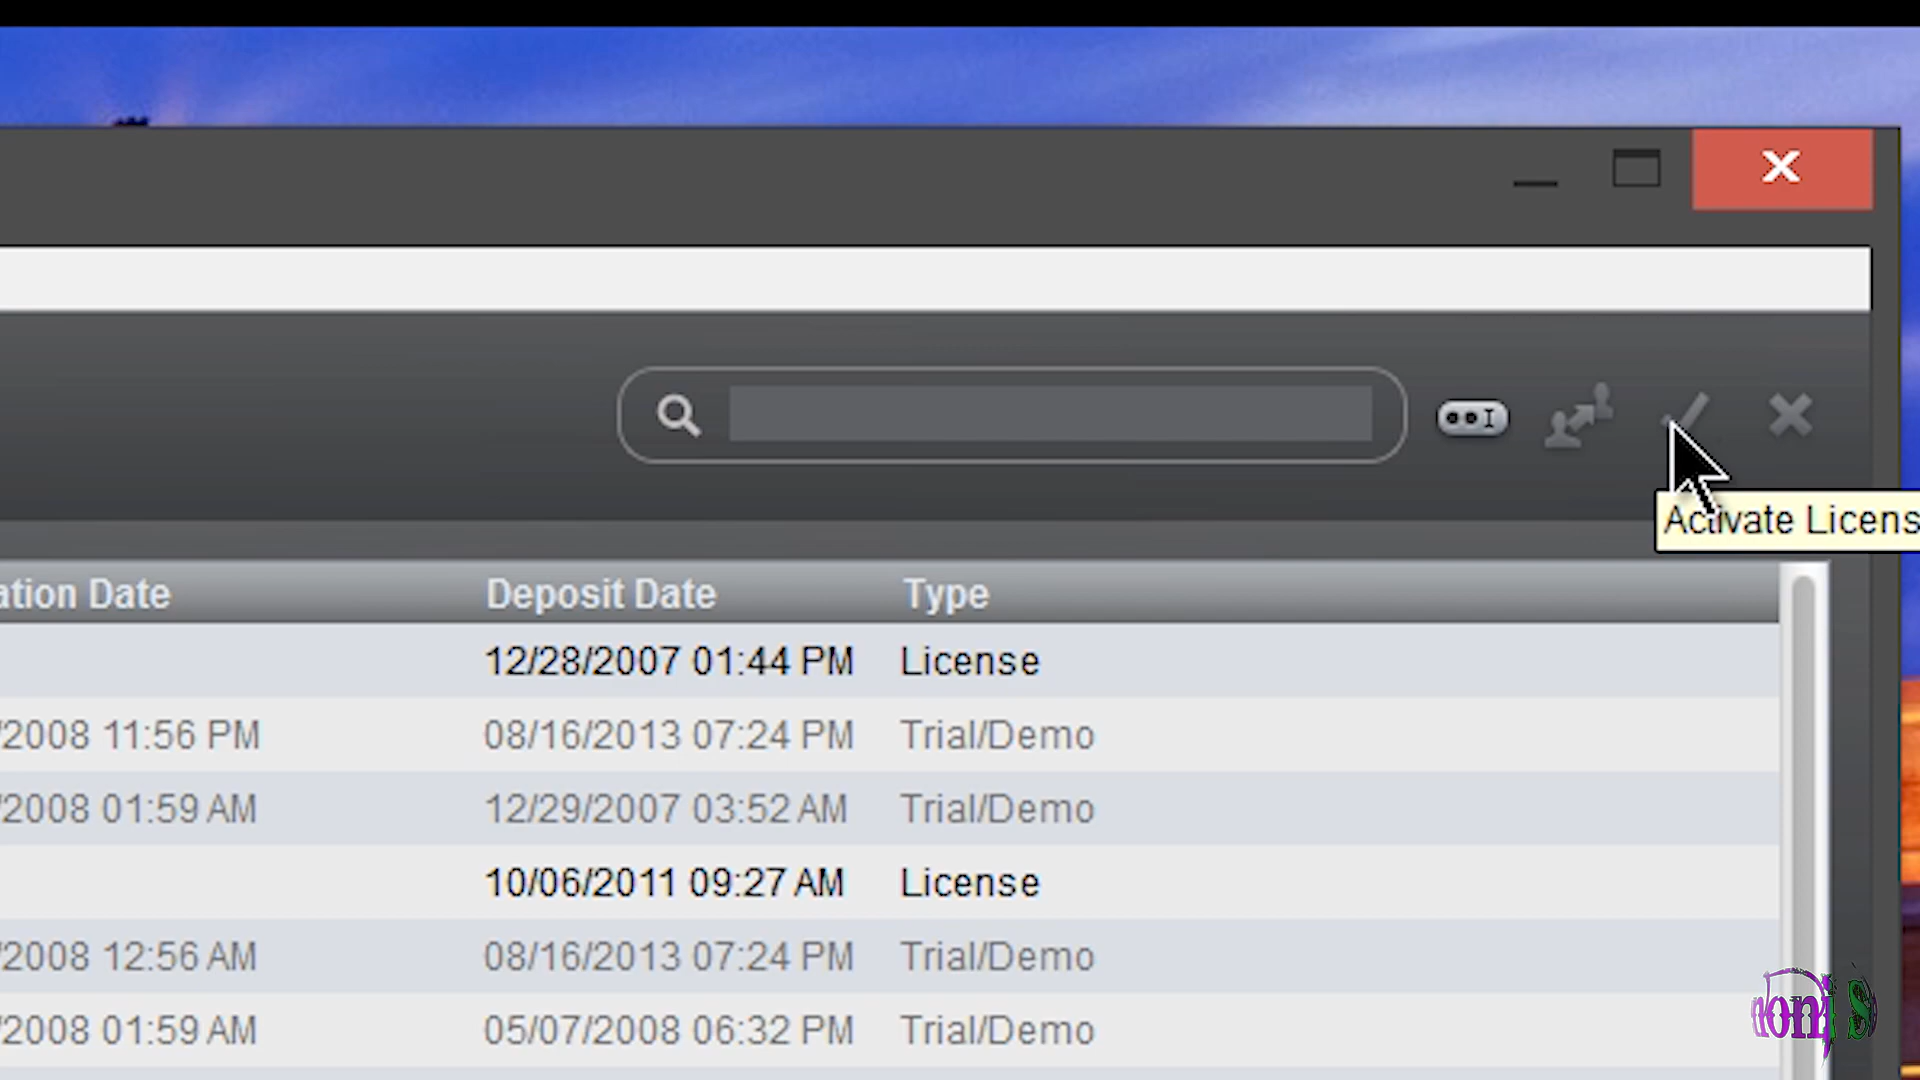 Activate Licens
ation Date Deposit Date Type
12/28/2007 01:44 PM License
/2008 11:56 PM 08/16/2013 07:24 PM Trial/Demo
/2008 01:59 AM 12/29/2007 03:52 AM Trial/Demo
10/06/2011 09:27 AM License
/2008 12:56 AM 08/16/2013 07:24 PM Trial/Demo
/2008 01:59 AM 05/07/2008 06:32 PM Trial/Demo